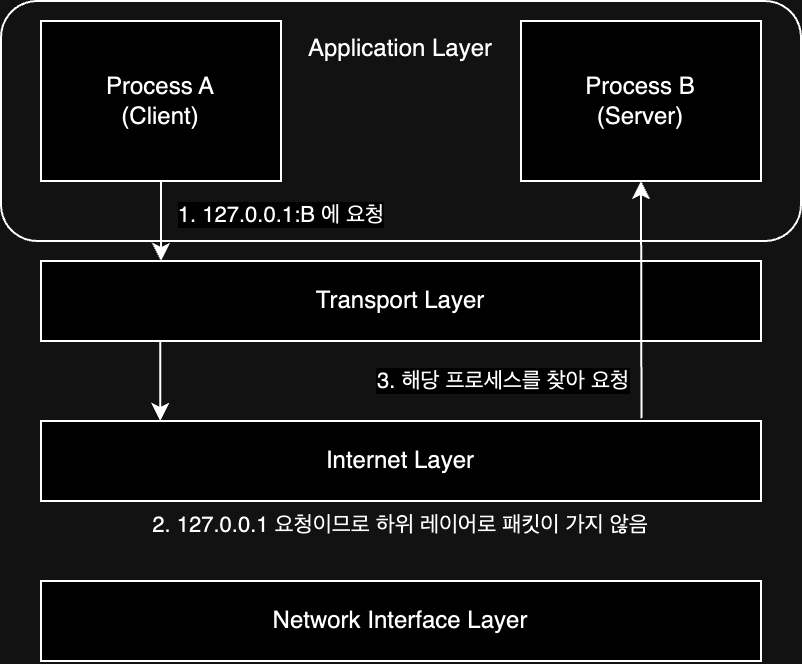 Application Layer
Process A
(Client)
Process B
(Server)
1. 127.0.0.1:B 에 요청
Transport Layer
3. 해당 프로세스를 찾아 요청
Internet Layer
2. 127.0.0.1 요청이므로 하위 레이어로 패킷이 가지 않음
Network Interface Layer